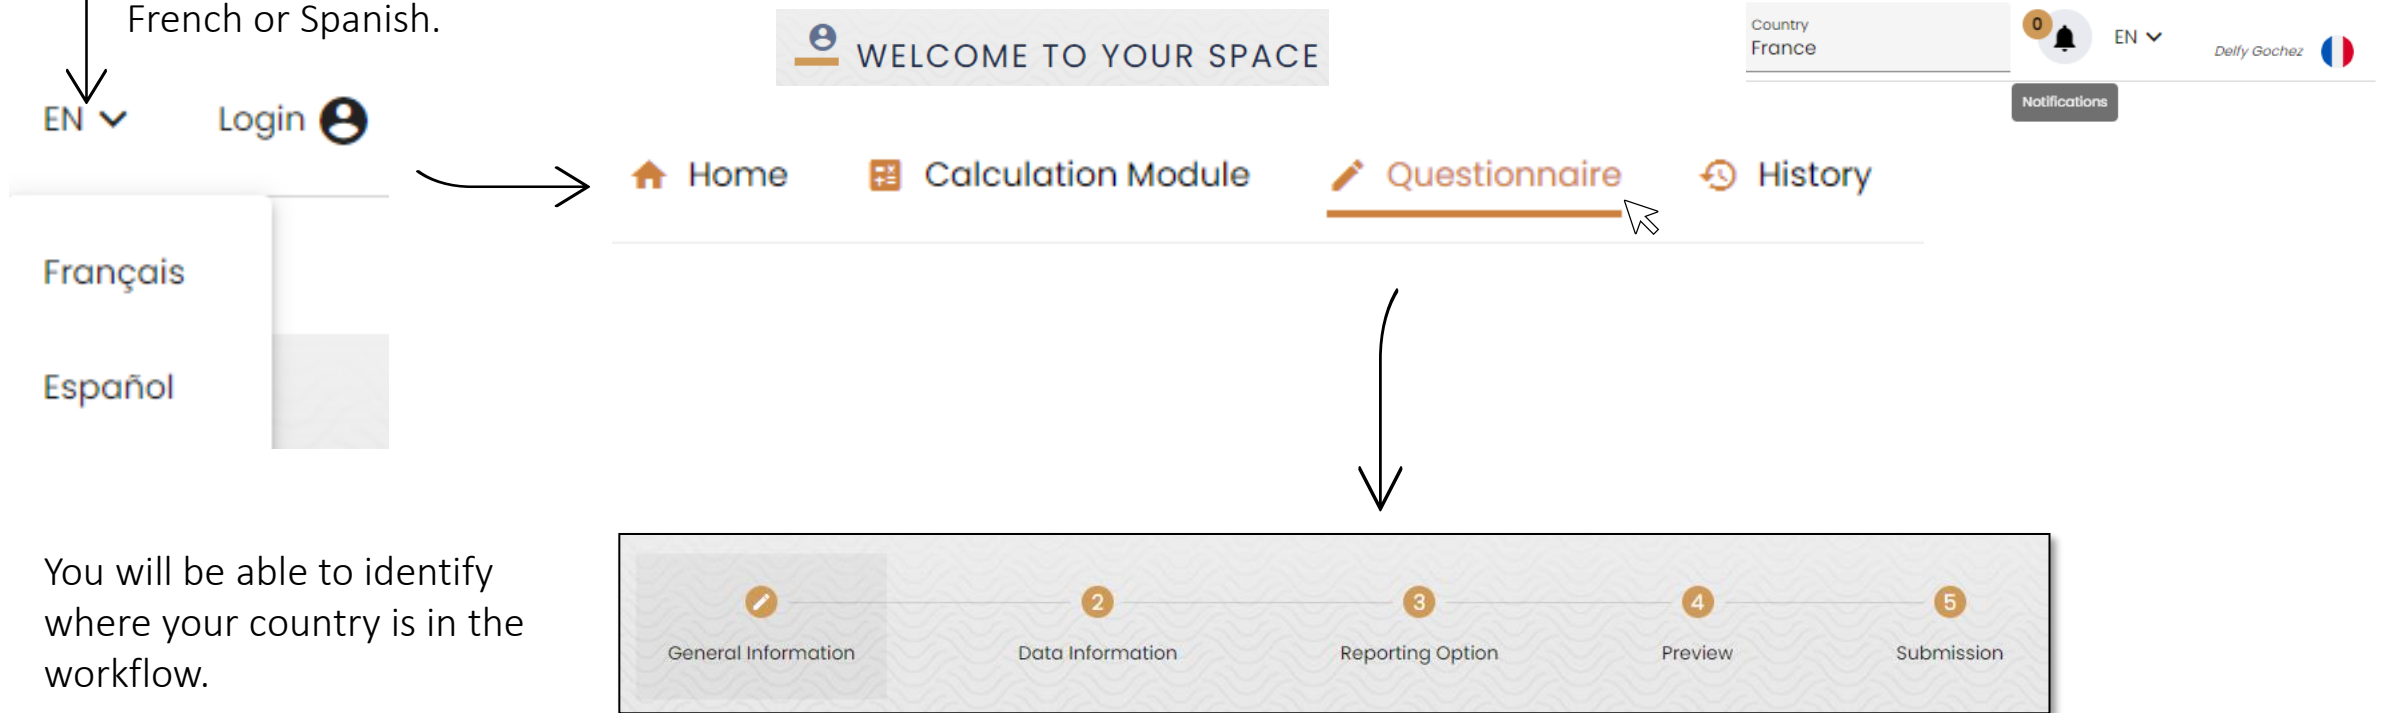 French or Spanish.
EN
Login
Français
Español
WELCOME TO YOUR SPACE
Country
France
0
EN
Delfy Gochez
Notifications
Home
Calculation Module
Questionnaire
History
You will be able to identify
where your country is in the
workflow.
2
3
4
5
General Information
Data Information
Reporting Option
Preview
Submission